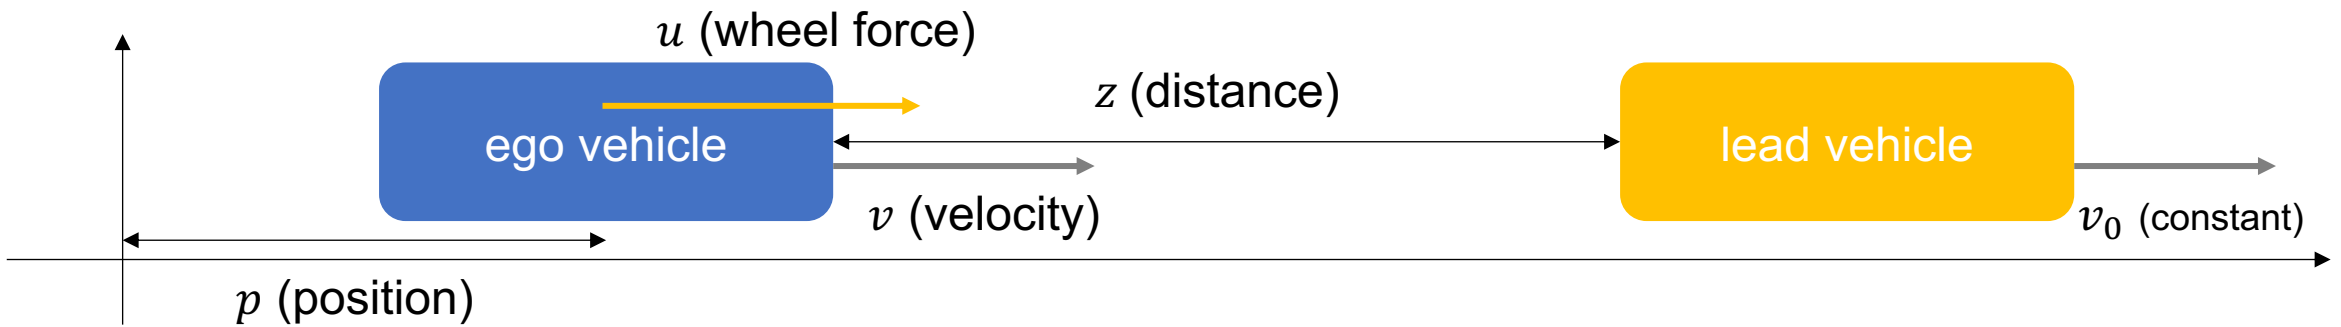 u (wheel force)
z (distance)
ego vehicle
lead vehicle
v (velocity)
v₀ (constant)
p (position)